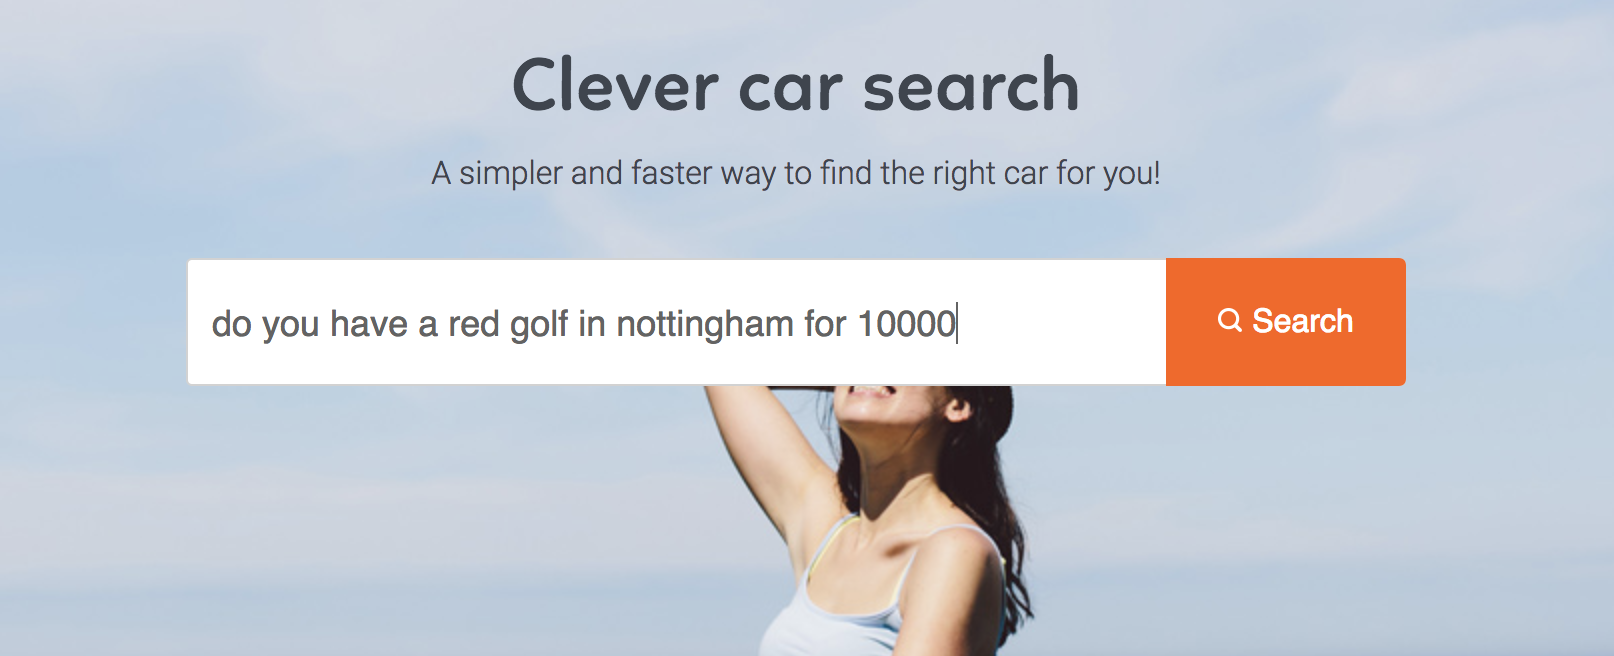 Clever car search
A simpler and faster way to find the right car for you!
do you have a red golf in nottingham for 10000
Search